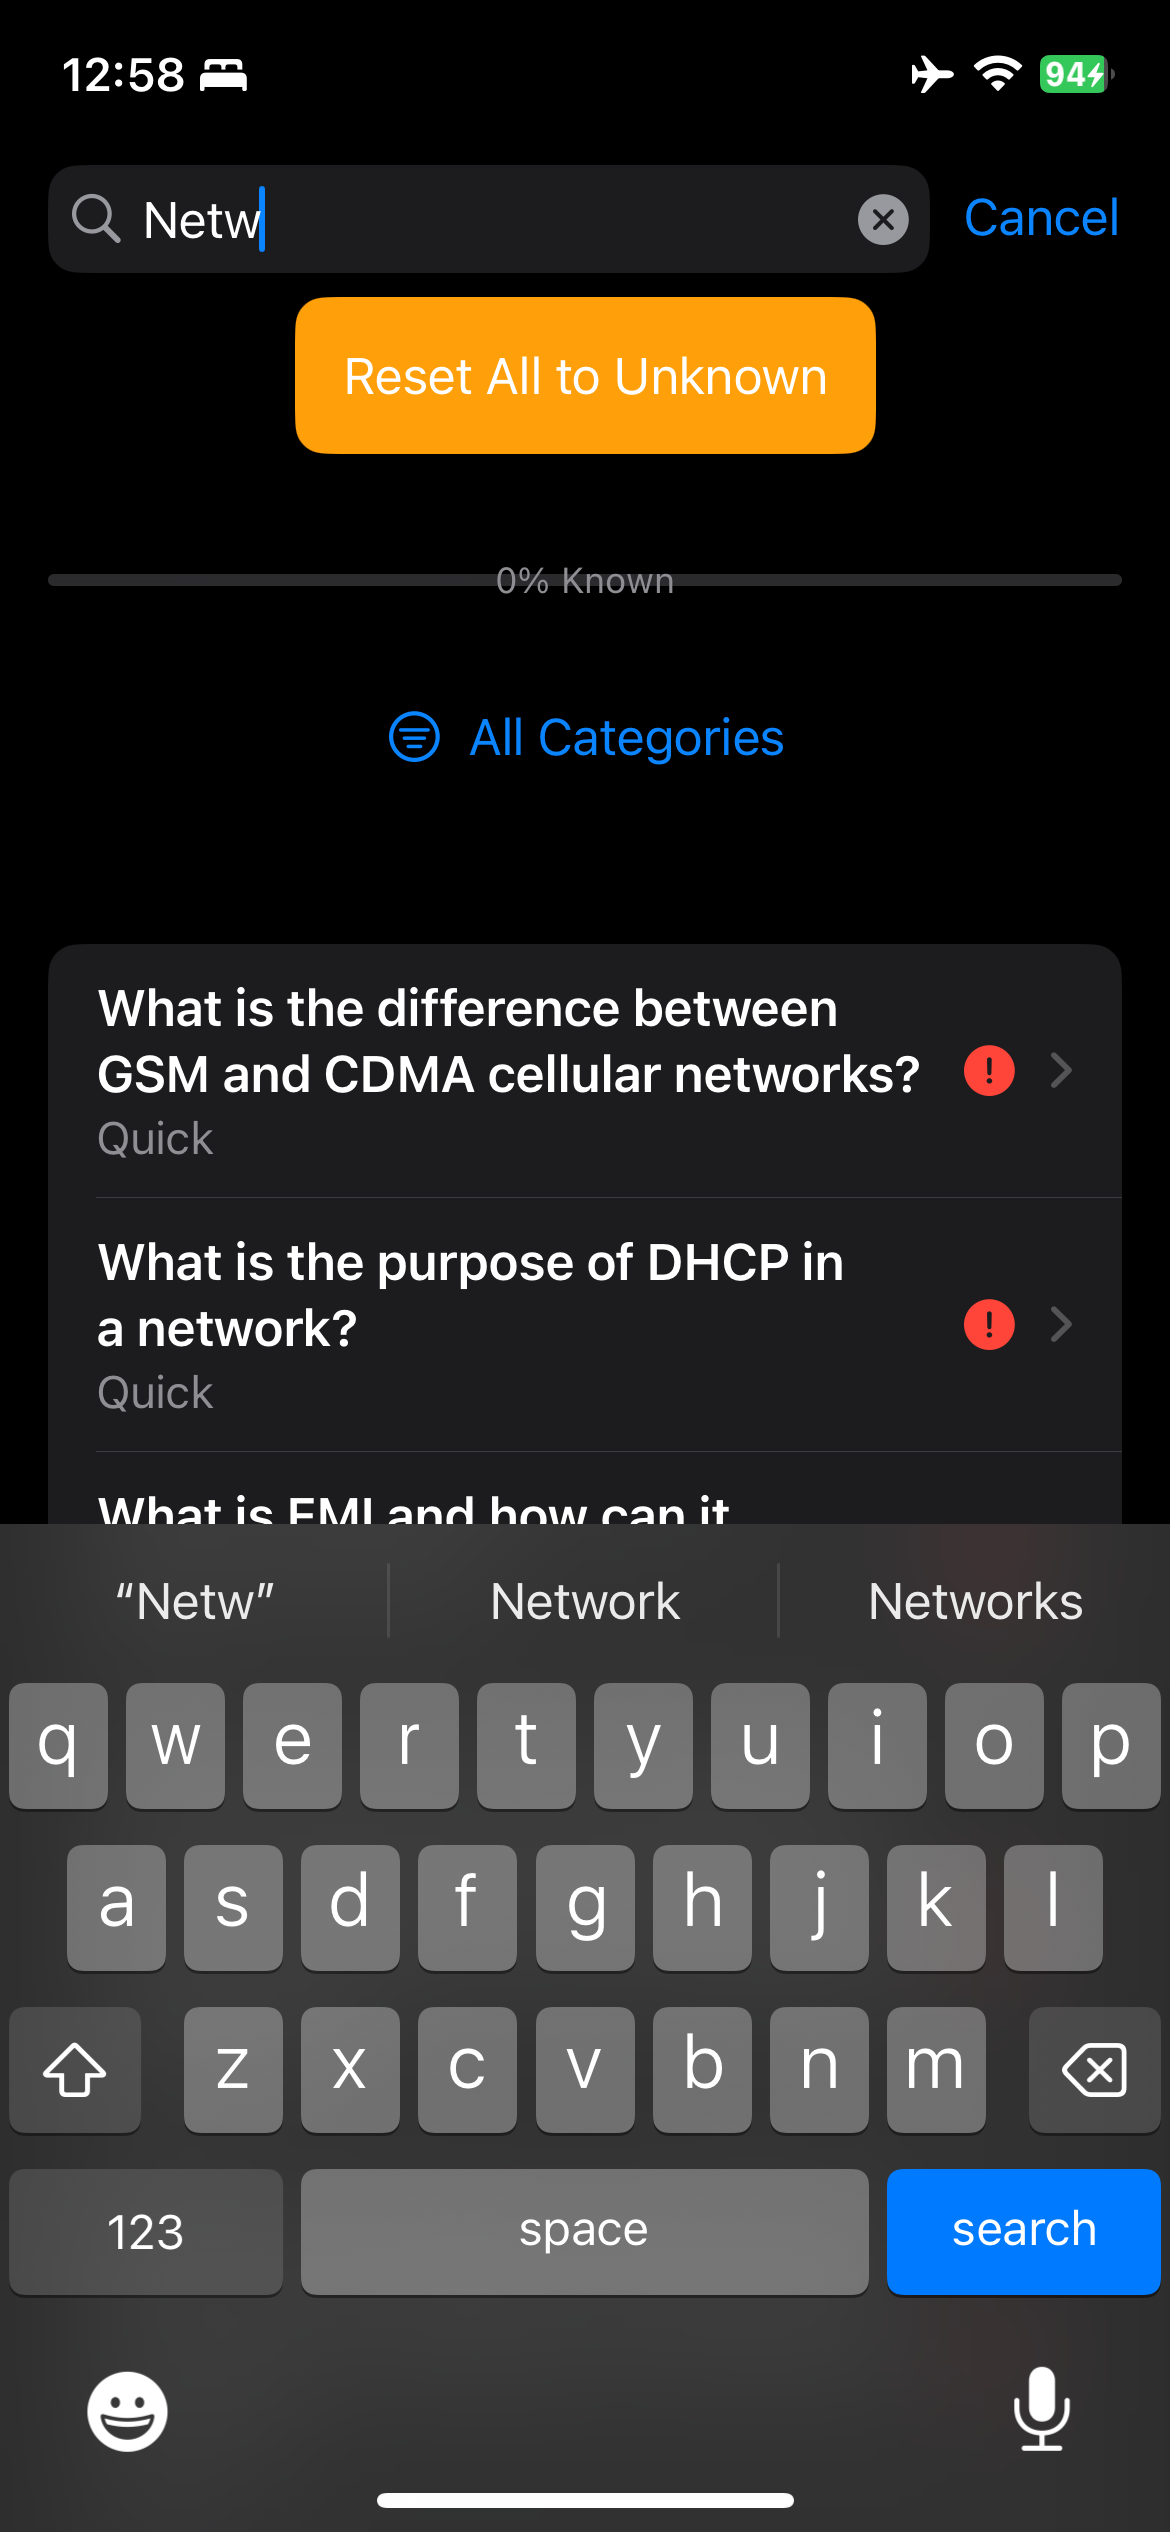 12:58
94
Netw
Cancel
Reset All to Unknown
0% Known
All Categories
What is the difference between
GSM and CDMA cellular networks?
Quick
What is the purpose of DHCP in
a network?
Quick
What is EMI and how can it
“Netw” Network Networks
q w e r t y u i o p
a s d f g h j k l
z x c v b n m
123 space search